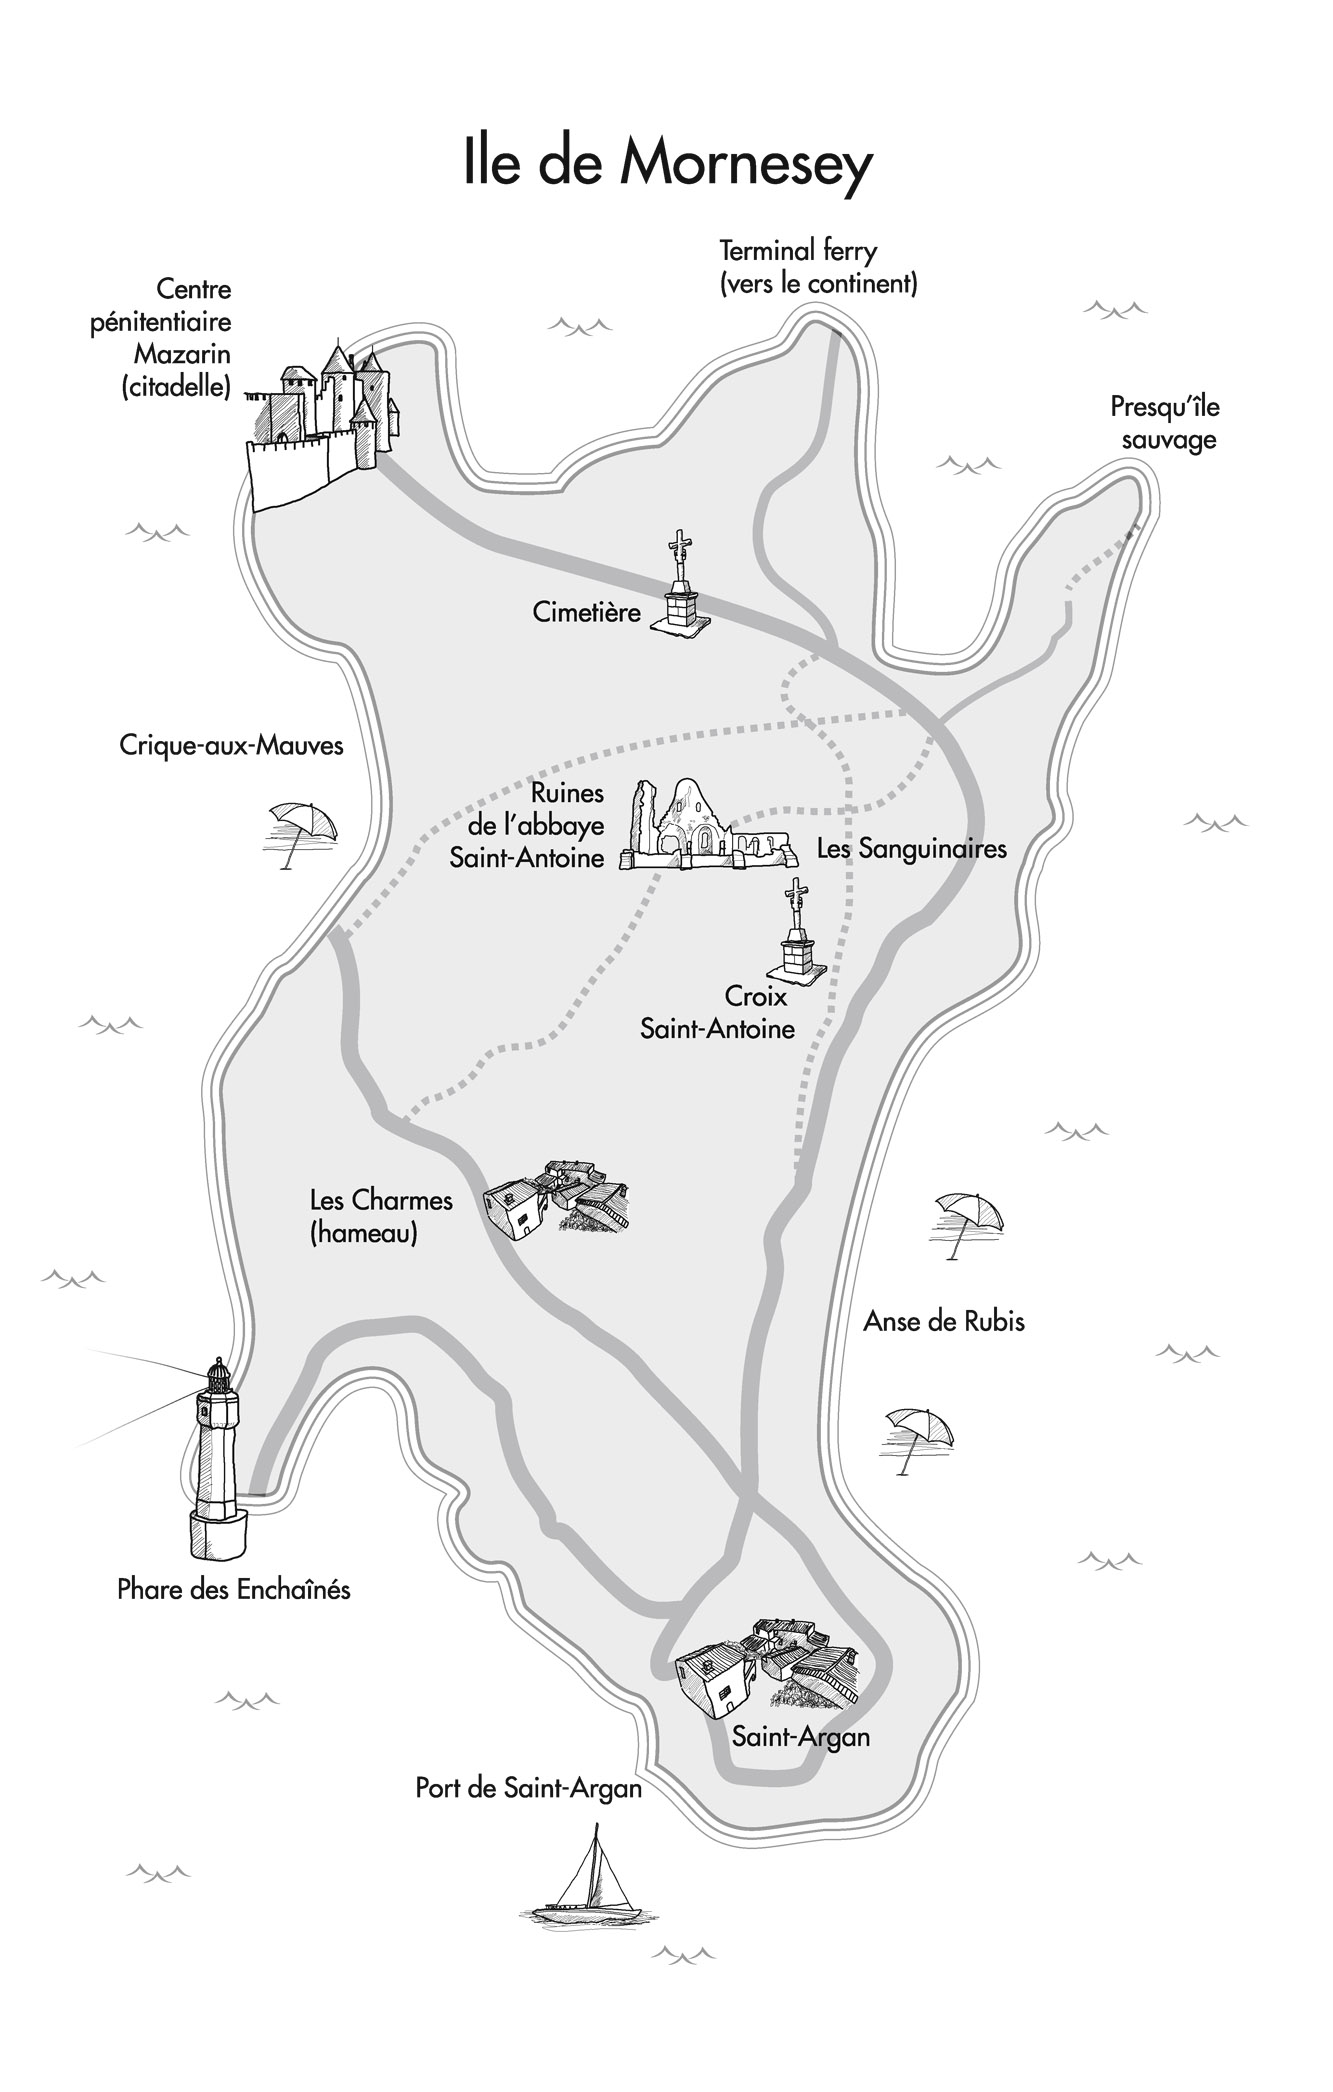 Ile de Mornesey
Terminal ferry
(vers le continent)
Centre
pénitentiaire
Mazarin
(citadelle)
Presqu'île
sauvage
Cimetière
Crique-aux-Mauves
Ruines
de l'abbaye
Saint-Antoine
Les Sanguinaires
Croix
Saint-Antoine
Les Charmes
(hameau)
Anse de Rubis
Phare des Enchaînés
Saint-Argan
Port de Saint-Argan